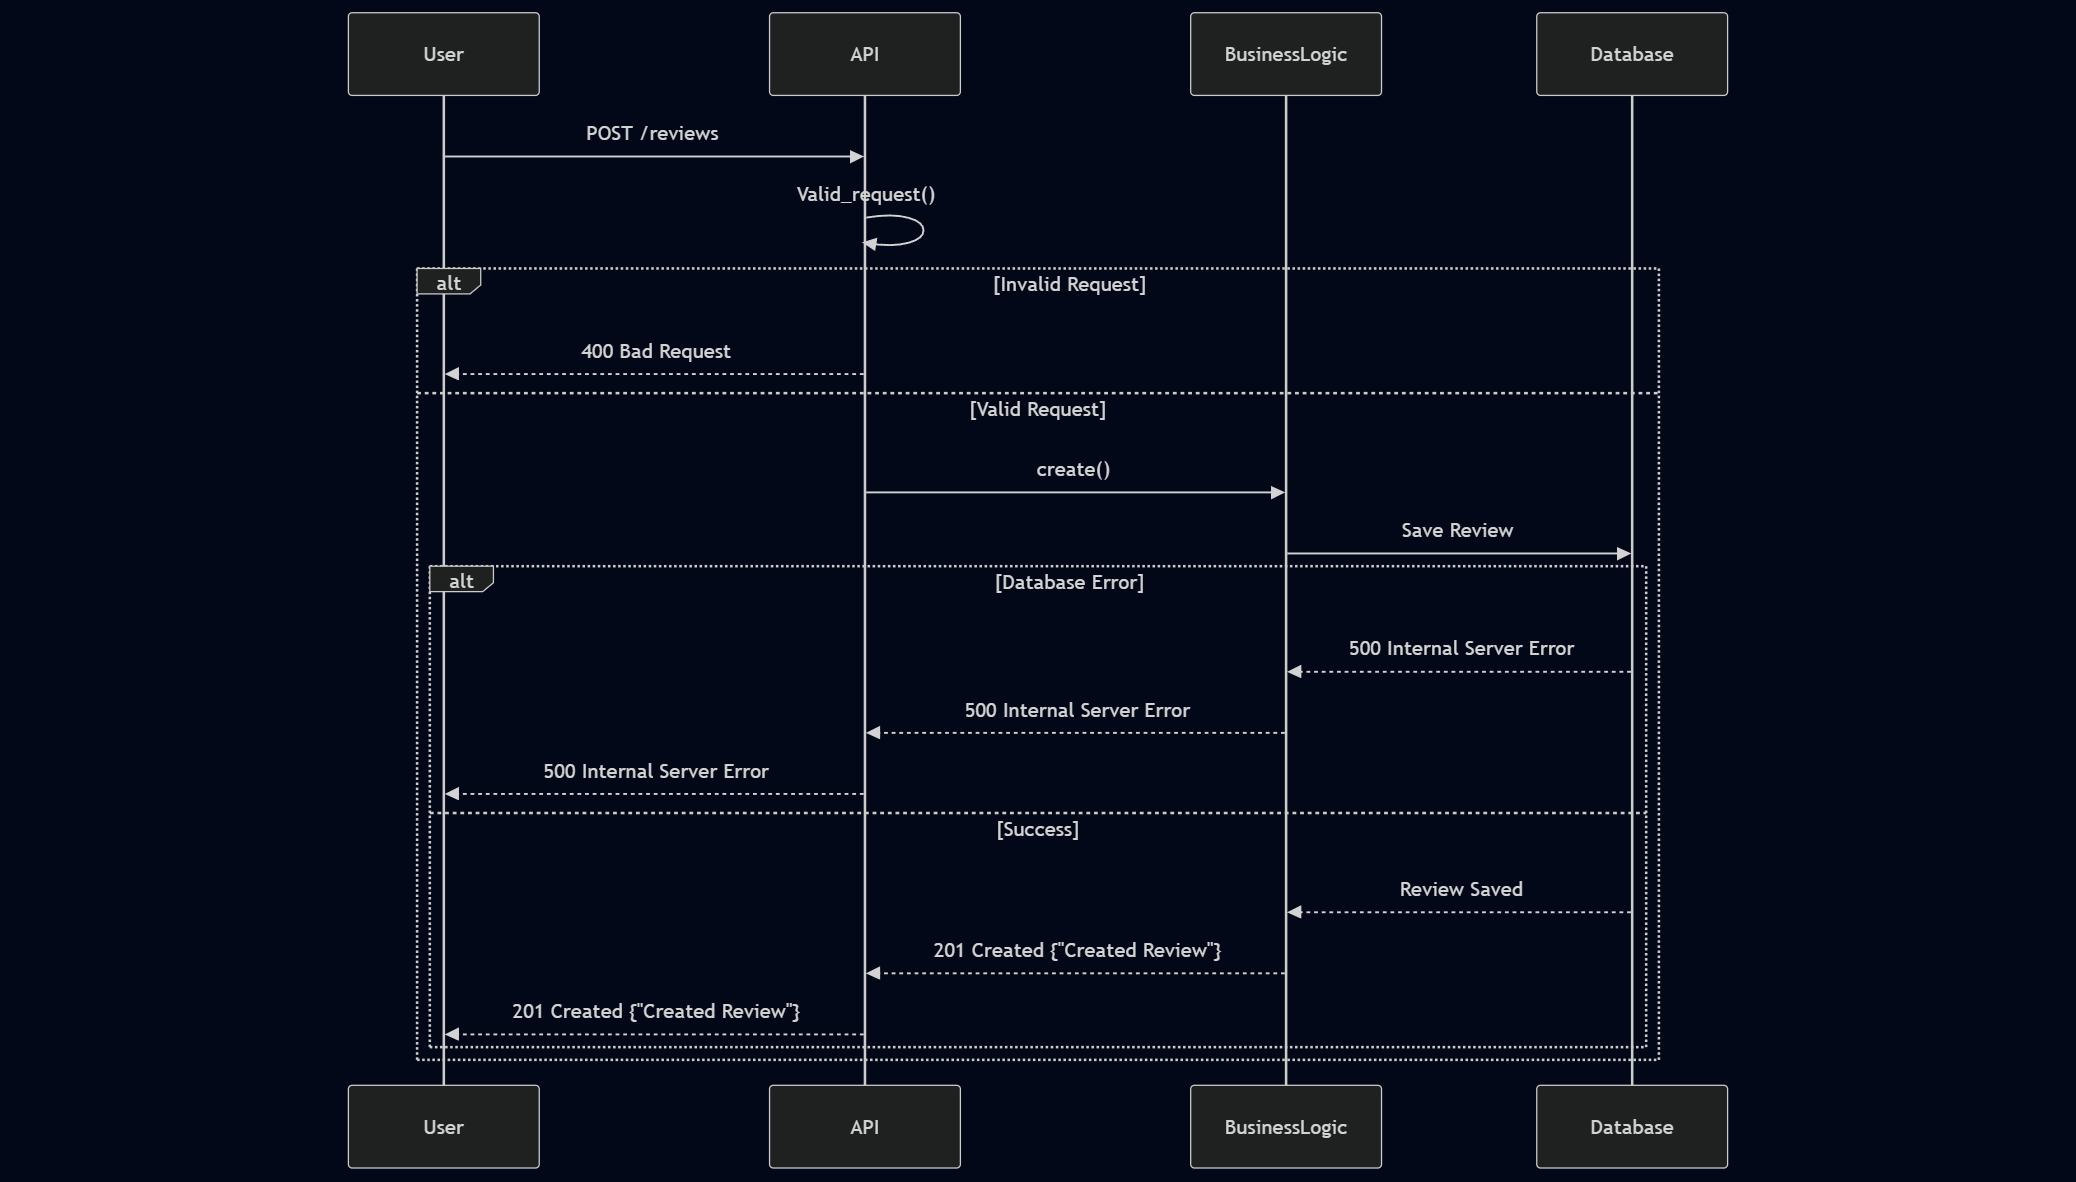 User
API
BusinessLogic
Database
POST /reviews
Valid_request()
alt
[Invalid Request]
400 Bad Request
[Valid Request]
create()
Save Review
alt
[Database Error]
500 Internal Server Error
500 Internal Server Error
500 Internal Server Error
[Success]
Review Saved
201 Created {"Created Review"}
201 Created {"Created Review"}
User
API
BusinessLogic
Database